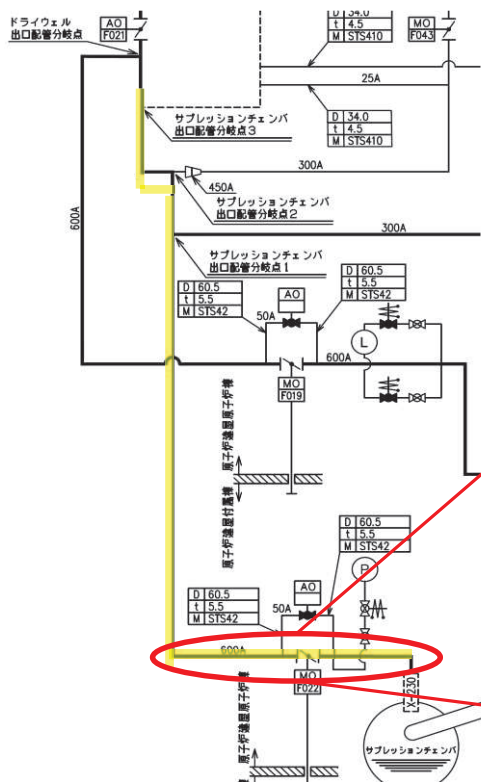 ドライウェル
出口配管分岐点
AO
F021
D 34.0
t 4.5
M STS410
MO
F043
25A
D 34.0
t 4.5
M STS410
サプレッションチェンバ
出口配管分岐点3
300A
450A
サプレッションチェンバ
出口配管分岐点2
600A
300A
サプレッションチェンバ
出口配管分岐点1
D 60.5
t 5.5
M STS42
AO
D 60.5
t 5.5
M STS42
50A
L
600A
MO
F019
原子炉建屋原子炉棟
原子炉建屋付属棟
D 60.5
t 5.5
M STS42
P
AO
D 60.5
t 5.5
M STS42
50A
600A
MO
F022
X-230
原子炉建屋原子炉棟
サプレッションチェンバ